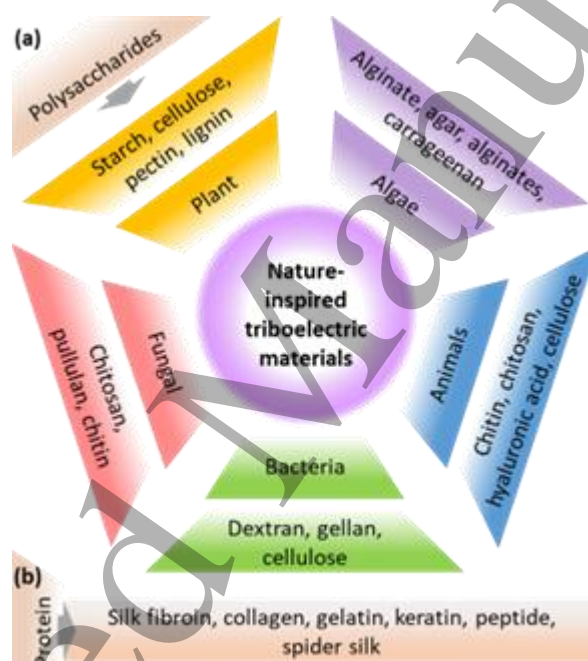 (a)
Polysaccharides
Starch, cellulose,
pectin, lignin
Plant
Alginate, agar, alginates,
carrageenan
Algae
Nature-
inspired
triboelectric
materials
Chitosan,
pullulan, chitin
Fungal
Animals
Chitin, chitosan,
hyaluronic acid, cellulose
Bacteria
Dextran, gellan,
cellulose
(b)
Protein
Silk fibroin, collagen, gelatin, keratin, peptide,
spider silk